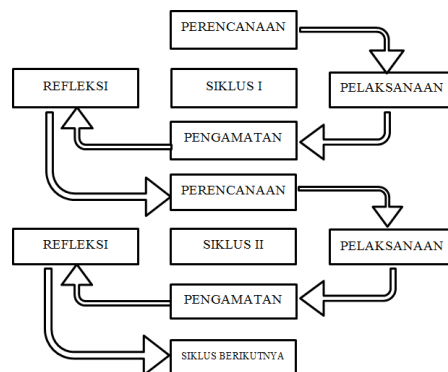 PERENCANAAN
REFLEKSI
SIKLUS I
PELAKSANAAN
PENGAMATAN
PERENCANAAN
REFLEKSI
SIKLUS II
PELAKSANAAN
PENGAMATAN
SIKLUS BERIKUTNYA